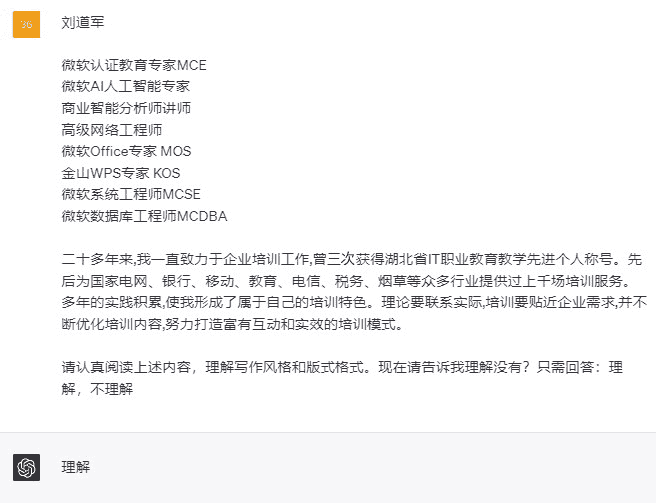 刘道军
微软认证教育专家MCE
微软AI人工智能专家
商业智能分析师讲师
高级网络工程师
微软Office专家 MOS
金山WPS专家 KOS
微软系统工程师MCSE
微软数据库工程师MCDBA
二十多年来,我一直致力于企业培训工作,曾三次获得湖北省IT职业教育教学先进个人称号。先
后为国家电网、银行、移动、教育、电信、税务、烟草等众多行业提供过上千场培训服务。
多年的实践积累,使我形成了属于自己的培训特色。理论要联系实际,培训要贴近企业需求,并不
断优化培训内容,努力打造富有互动和实效的培训模式。
请认真阅读上述内容，理解写作风格和版式格式。现在请告诉我理解没有？只需回答：理
解，不理解
理解